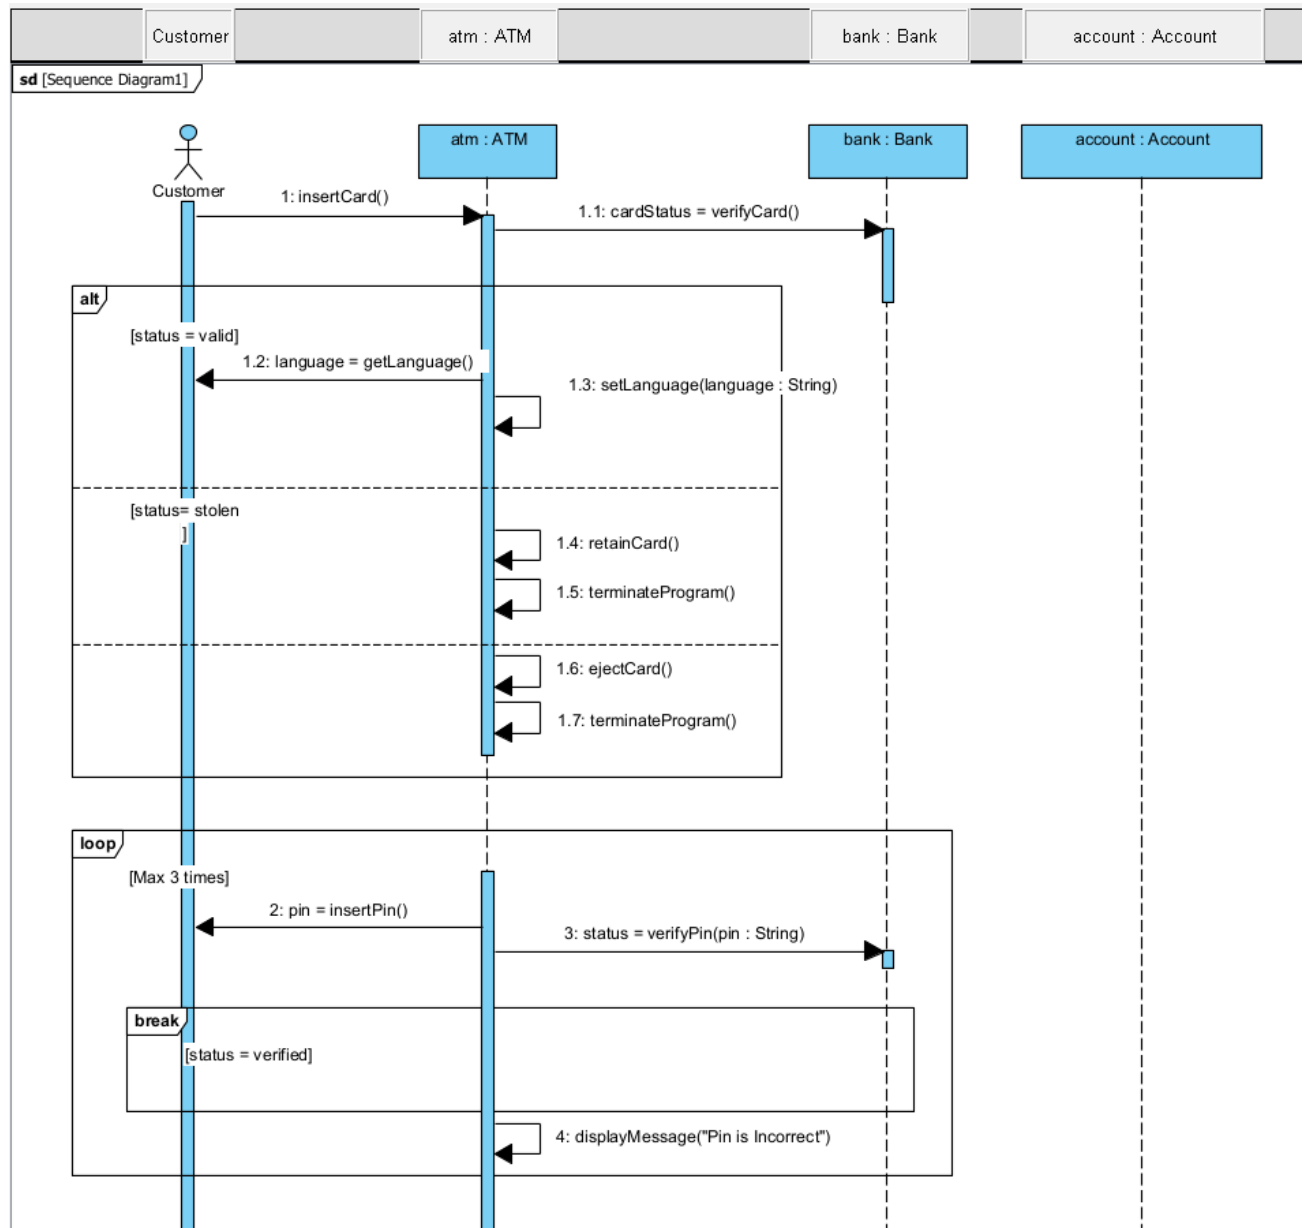 Customer
atm : ATM
bank : Bank
account : Account
sd [Sequence Diagram1]
atm : ATM
bank : Bank
account : Account
Customer
1: insertCard()
1.1: cardStatus = verifyCard()
alt
[status = valid]
1.2: language = getLanguage()
1.3: setLanguage(language : String)
[status= stolen
]
1.4: retainCard()
1.5: terminateProgram()
1.6: ejectCard()
1.7: terminateProgram()
loop
[Max 3 times]
2: pin = insertPin()
3: status = verifyPin(pin : String)
break
[status = verified]
4: displayMessage("Pin is Incorrect")